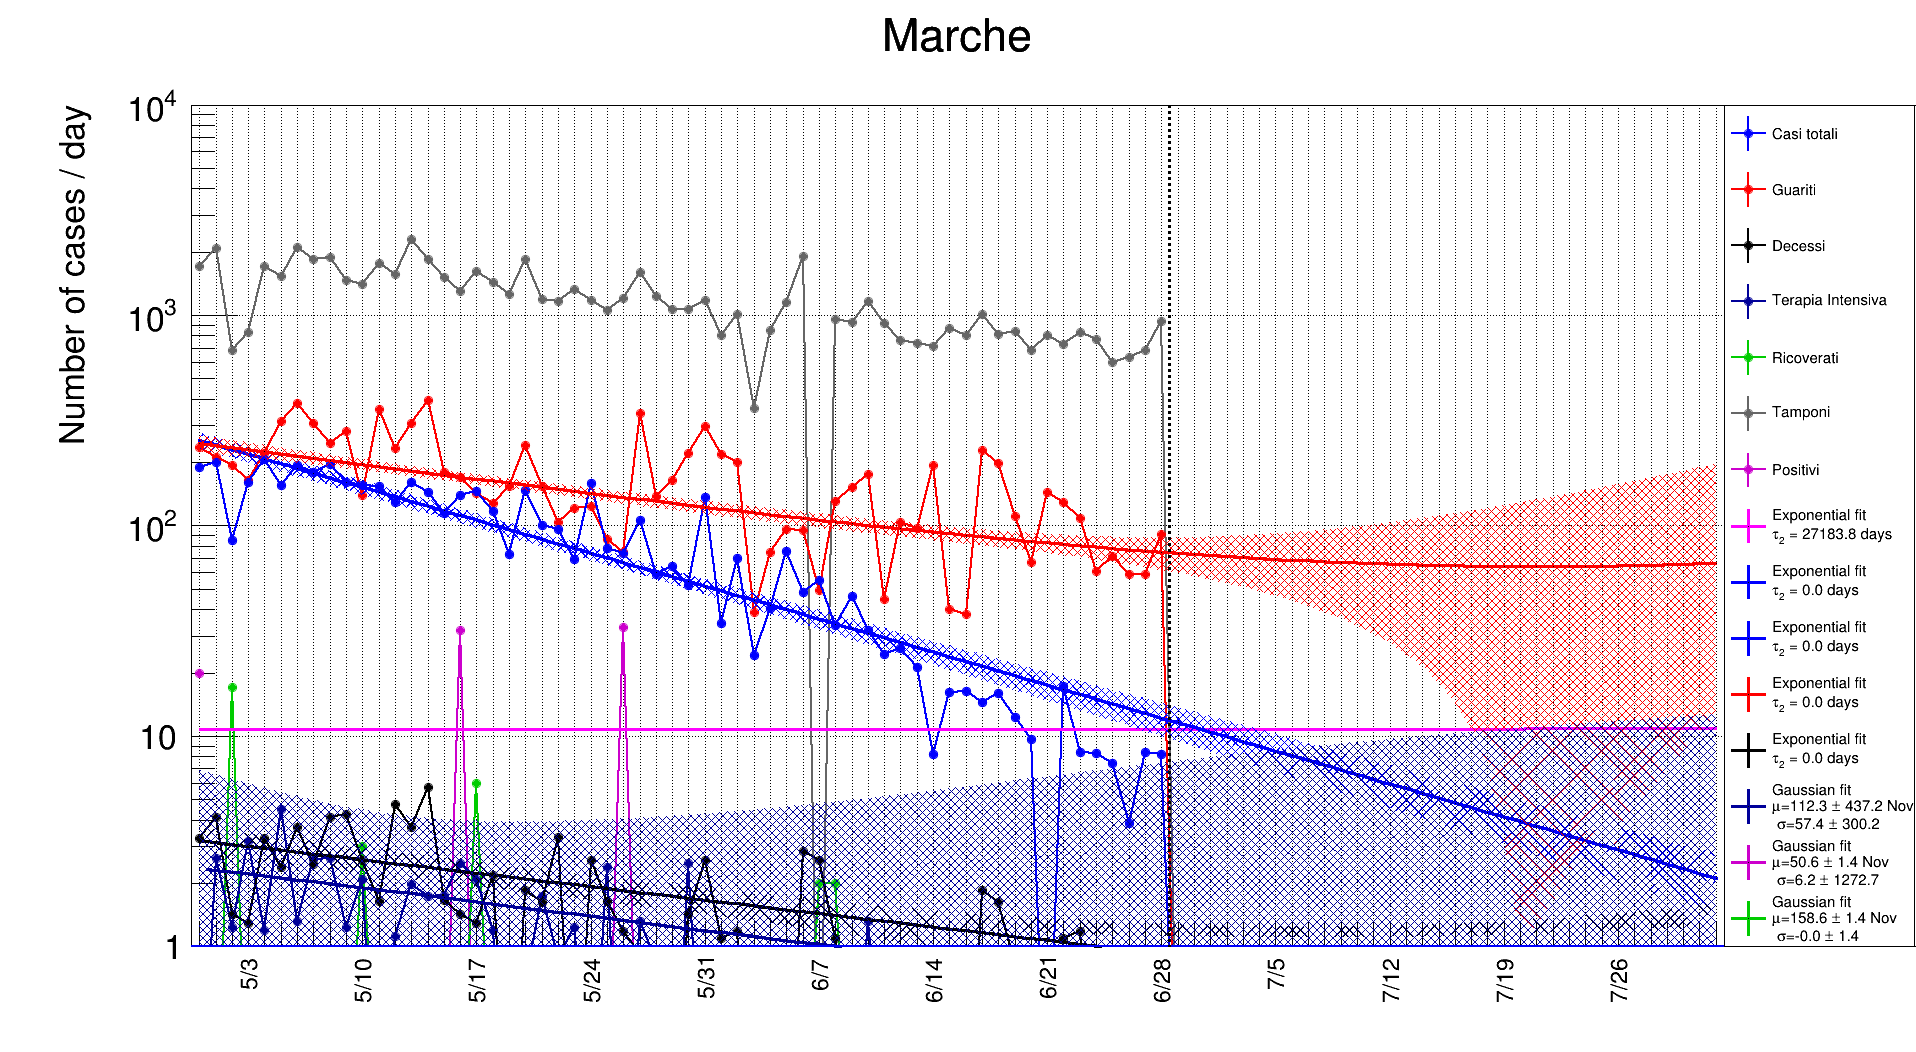 Marche
Number of cases / day
10^4
10^3
10^2
10
1
5/3
5/10
5/17
5/24
5/31
6/7
6/14
6/21
6/28
7/5
7/12
7/19
7/26
Casi totali
Guariti
Decessi
Terapia Intensiva
Ricoverati
Tamponi
Positivi
Exponential fit
τ2 = 27183.8 days
Exponential fit
τ2 = 0.0 days
Exponential fit
τ2 = 0.0 days
Exponential fit
τ2 = 0.0 days
Exponential fit
τ2 = 0.0 days
Gaussian fit
μ=112.3 ± 437.2 Nov
σ=57.4 ± 300.2
Gaussian fit
μ=50.6 ± 1.4 Nov
σ=6.2 ± 1272.7
Gaussian fit
μ=158.6 ± 1.4 Nov
σ=-0.0 ± 1.4